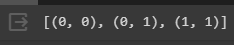 [(0, 0), (0, 1), (1, 1)]